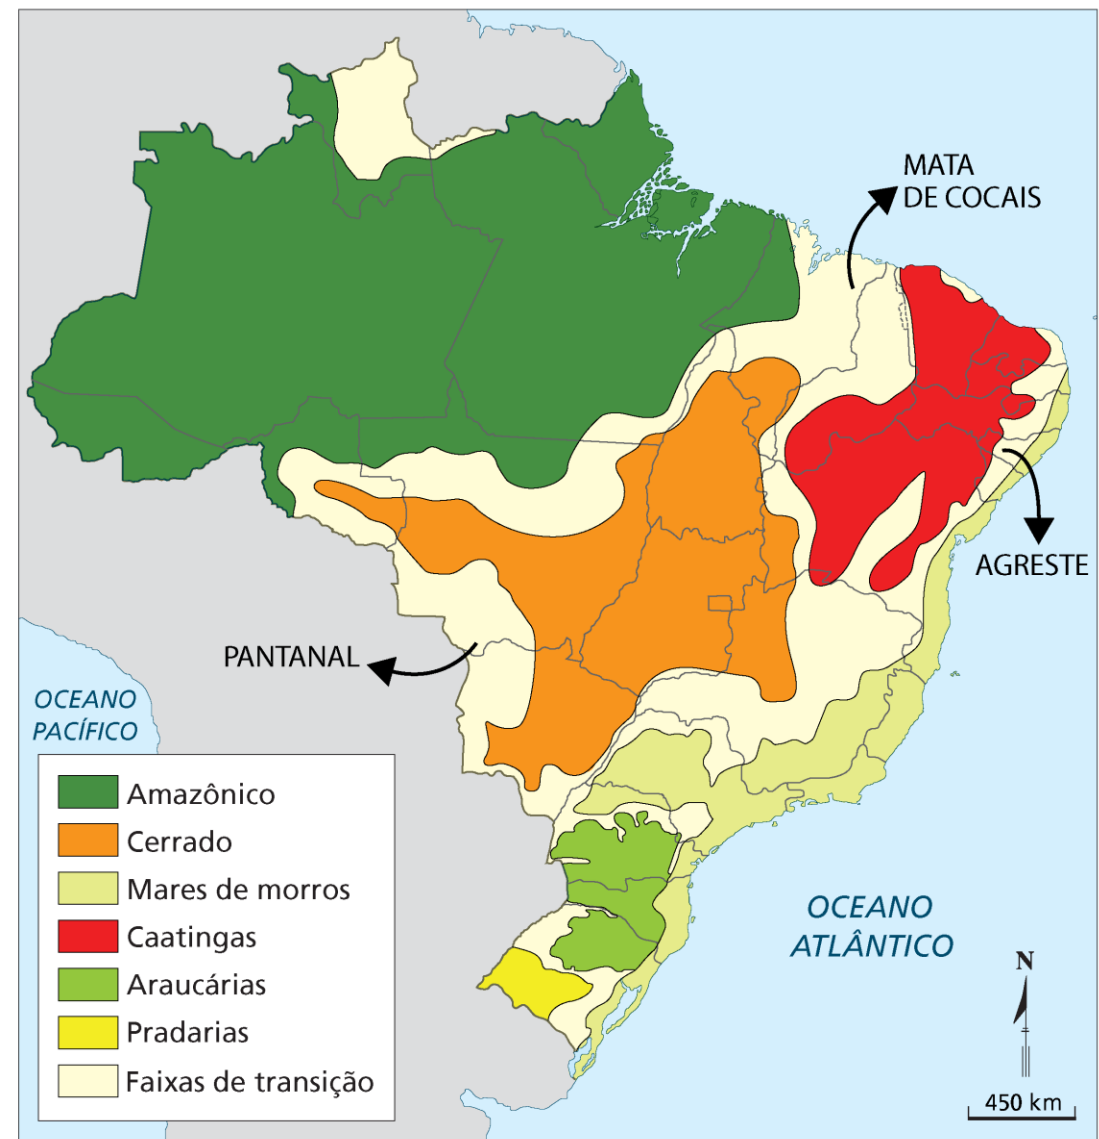 MATA
DE COCAIS
AGRESTE
PANTANAL
OCEANO
PACÍFICO
Amazônico
Cerrado
Mares de morros
Caatingas
Araucárias
Pradarias
Faixas de transição
OCEANO
ATLÂNTICO
N
450 km